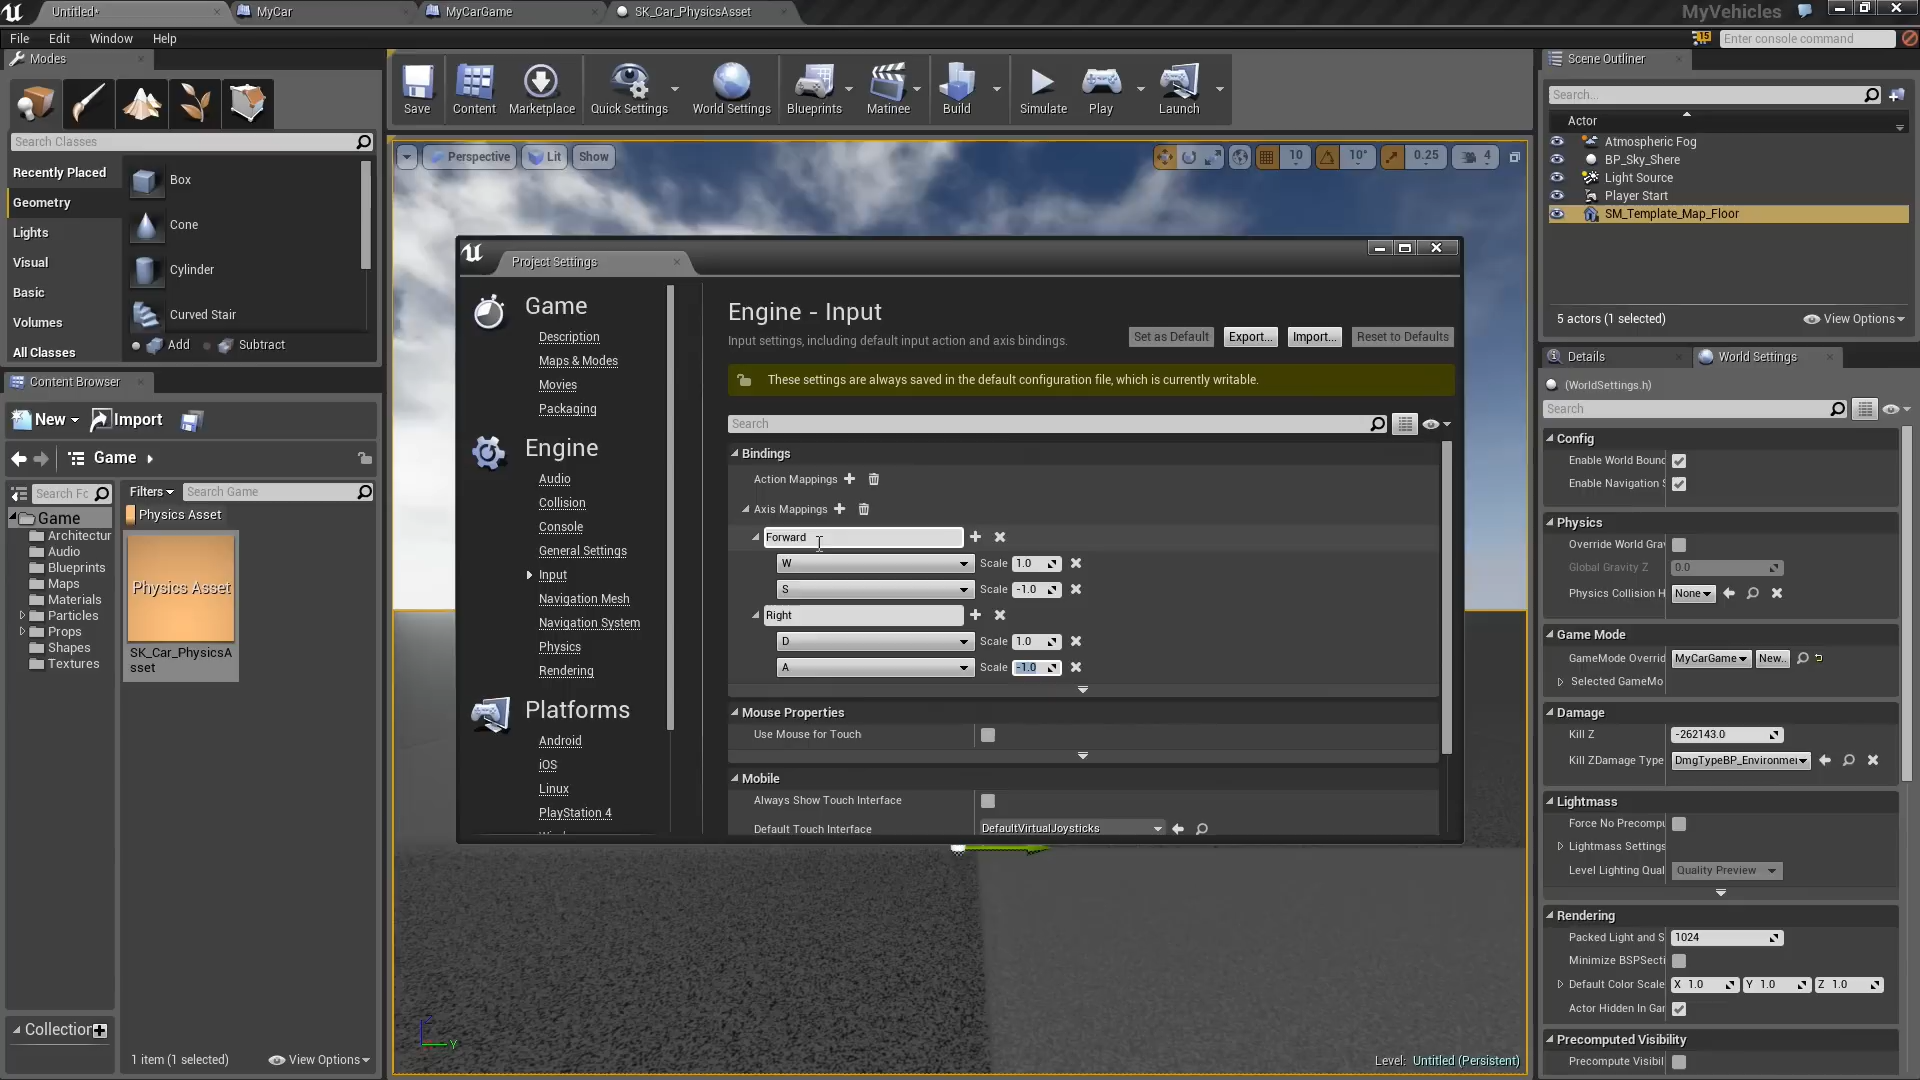 Untitled*
MyCar
MyCarGame
SK_Car_PhysicsAsset
MyVehicles
File
Edit
Window
Help
15
Enter console command
Modes
Search Classes
Recently Placed
Geometry
Lights
Visual
Basic
Volumes
All Classes
Box
Cone
Cylinder
Curved Stair
Add
Subtract
Save
Content
Marketplace
Quick Settings
World Settings
Blueprints
Matinee
Build
Simulate
Play
Launch
Perspective
Lit
Show
10
10°
0.25
4
Scene Outliner
Search...
Actor
Atmospheric Fog
BP_Sky_Shere
Light Source
Player Start
SM_Template_Map_Floor
5 actors (1 selected)
View Options
Content Browser
New
Import
Game
Search Fc
Filters
Search Game
Game
Architectur
Audio
Blueprints
Maps
Materials
Particles
Props
Shapes
Textures
Physics Asset
Physics Asset
SK_Car_PhysicsA
sset
Collection
1 item (1 selected)
View Options
Project Settings
Game
Description
Maps & Modes
Movies
Packaging
Engine
Audio
Collision
Console
General Settings
Input
Navigation Mesh
Navigation System
Physics
Rendering
Platforms
Android
iOS
Linux
PlayStation 4
Engine - Input
Input settings, including default input action and axis bindings.
Set as Default
Export...
Import...
Reset to Defaults
These settings are always saved in the default configuration file, which is currently writable.
Search
Bindings
Action Mappings
Axis Mappings
Forward
W Scale 1.0
S Scale -1.0
Right
D Scale 1.0
A Scale -1.0
Mouse Properties
Use Mouse for Touch
Mobile
Always Show Touch Interface
Default Touch Interface DefaultVirtualJoysticks
Z
Y
Level: Untitled (Persistent)
Details
World Settings
(WorldSettings.h)
Search
Config
Enable World Bound
Enable Navigation S
Physics
Override World Grav
Global Gravity Z 0.0
Physics Collision H None
Game Mode
GameMode Overrid MyCarGame New..
Selected GameMo
Damage
Kill Z -262143.0
Kill ZDamage Type DmgTypeBP_Environmer
Lightmass
Force No Precompu
Lightmass Settings
Level Lighting Qual Quality Preview
Rendering
Packed Light and S 1024
Minimize BSPSecti
Default Color Scale X 1.0 Y 1.0 Z 1.0
Actor Hidden In Gar
Precomputed Visibility
Precompute Visibil